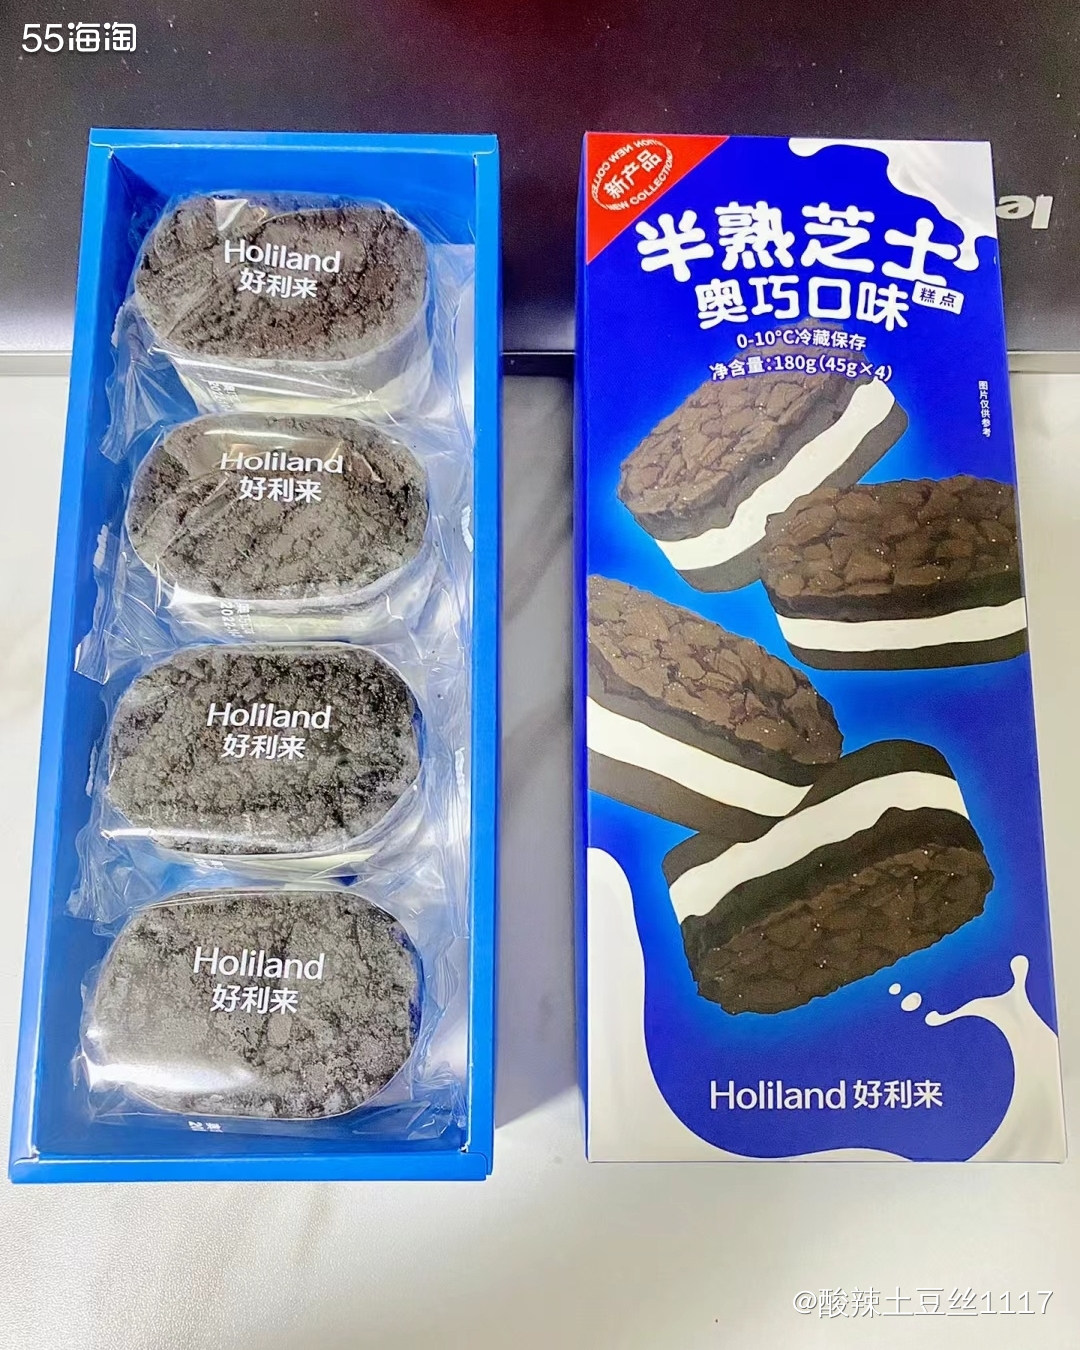 55海淘
Holiland
好利来
Holiland
好利来
Holiland
好利来
Holiland
好利来
新产品
NEW COLLECTION
半熟芝士
奥巧口味
糕点
0-10°C冷藏保存
净含量:180g(45g×4)
图片仅供参考
Holiland 好利来
@酸辣土豆丝1117